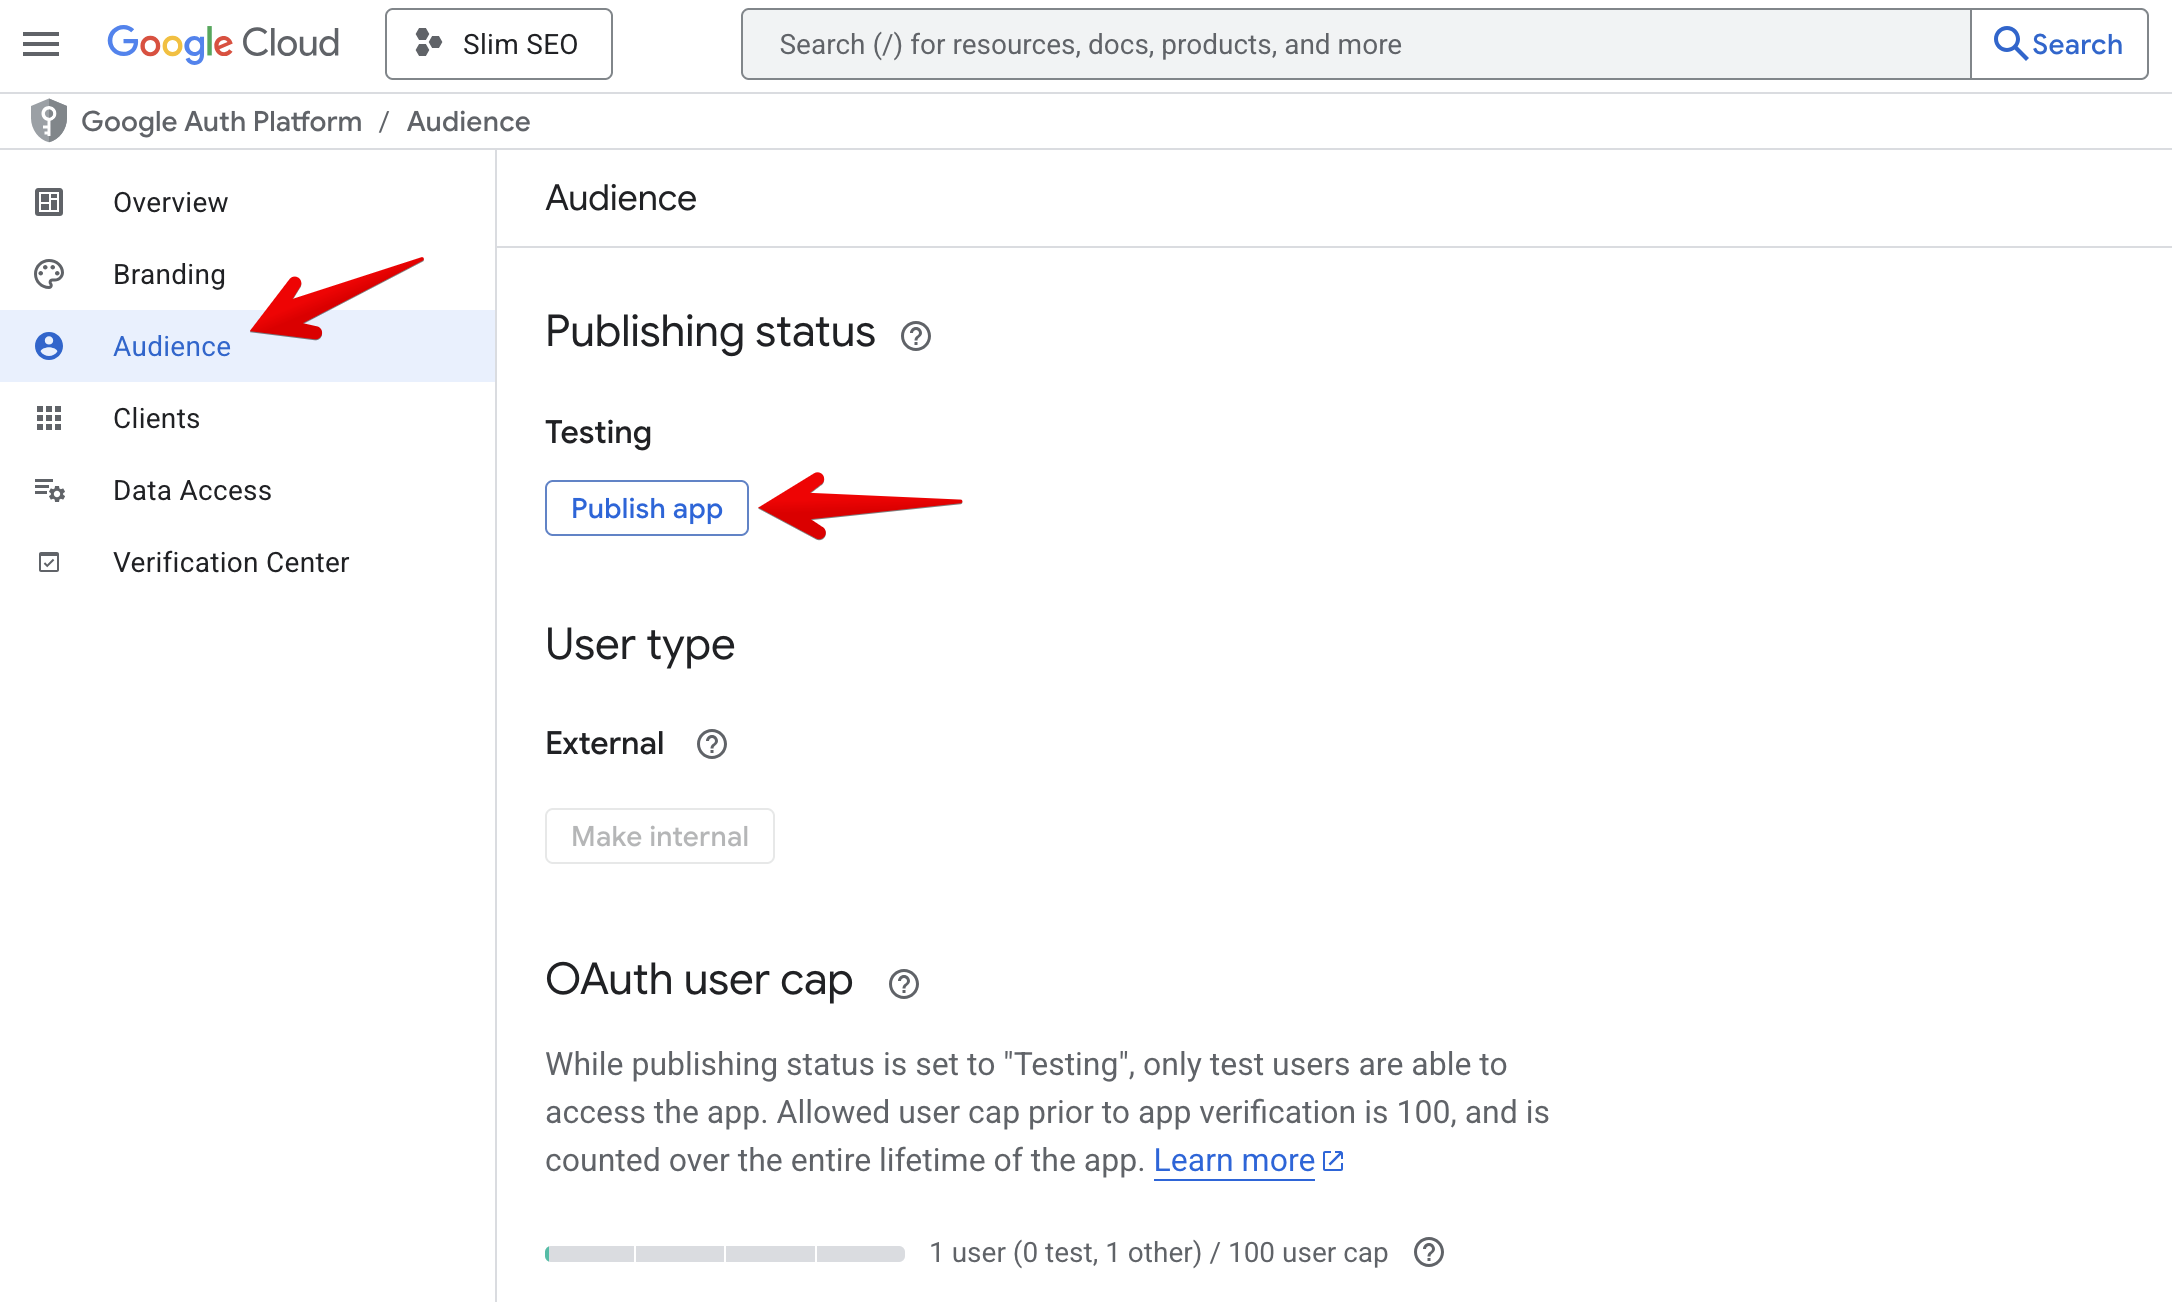 Google Cloud
Slim SEO
Search (/) for resources, docs, products, and more
Search
Google Auth Platform / Audience
Overview
Branding
Audience
Clients
Data Access
Verification Center
Audience
Publishing status
Testing
Publish app
User type
External
Make internal
OAuth user cap
While publishing status is set to "Testing", only test users are able to
access the app. Allowed user cap prior to app verification is 100, and is
counted over the entire lifetime of the app. Learn more
1 user (0 test, 1 other) / 100 user cap